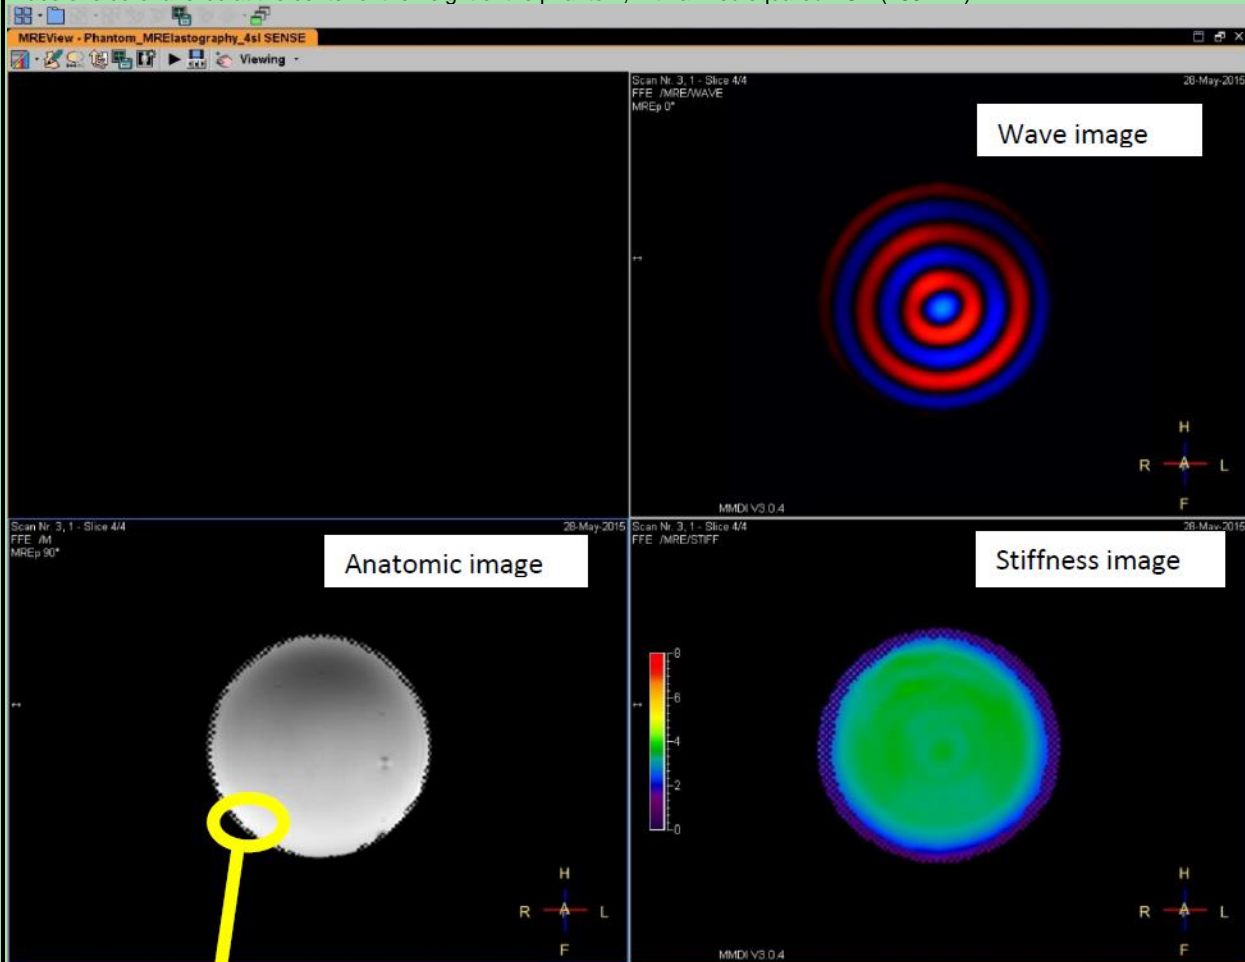 MREView - Phantom_MRElastography_4sl SENSE
Viewing
Scan Nr. 3, 1 - Slice 4/4
28-May-2015
FFE /MRE/WAVE
MREp 0°
Wave image
H
R A L
F
MMDI V3.0.4
Scan Nr. 3, 1 - Slice 4/4
28-May-2015
FFE /M
MREp 90°
Anatomic image
H
R A L
F
Scan Nr. 3, 1 - Slice 4/4
28-May-2015
FFE /MRE/STIFF
Stiffness image
8
6
4
2
0
H
R A L
F
MMDI V3.0.4